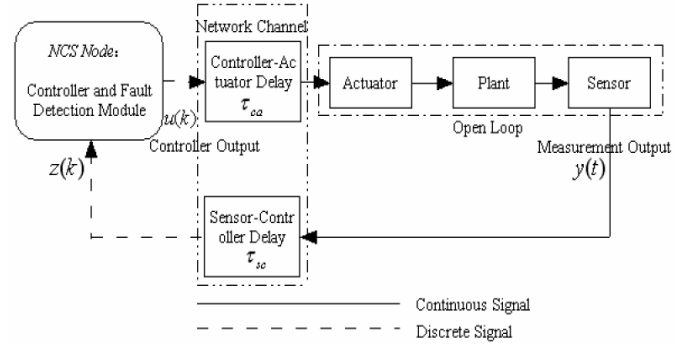 Network Channel
NCS Node:
Controller and Fault
Detection Module
Controller-Ac
tuator Delay
τca
Actuator
Plant
Sensor
u(k)
Controller Output
Open Loop
Measurement Output
z(k)
y(t)
Sensor-Contr
oller Delay
τsc
Continuous Signal
Discrete Signal